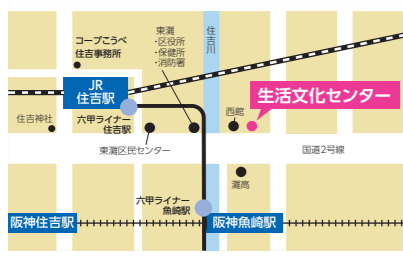 コープこうべ
住吉事務所
東灘
・区役所
・保健所
・消防署
住吉川
JR
住吉駅
生活文化センター
西館
住吉神社
六甲ライナー
住吉駅
東灘区民センター
国道2号線
灘高
六甲ライナー
魚崎駅
阪神住吉駅
阪神魚崎駅